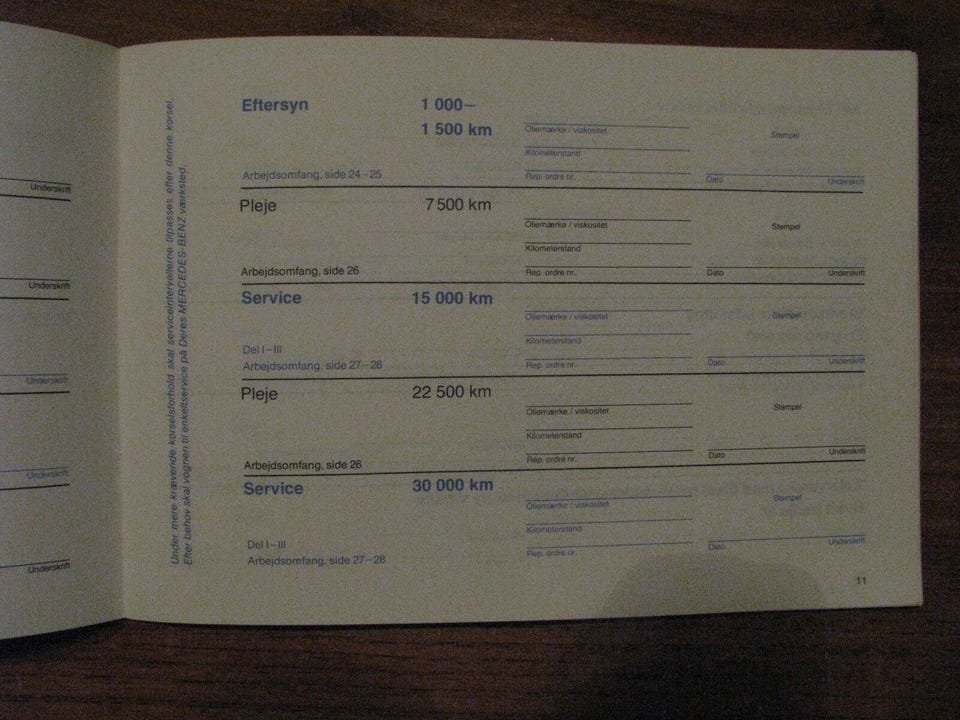 Underskrift
Underskrift
Underskrift
Underskrift
Underskrift
Under mere krævende kørselsforhold skal serviceintervallerne tilpasses efter denne kørsel.
Efter behov skal vognen til enkeltservice på Deres MERCEDES-BENZ værksted.
Eftersyn 1 000–
1 500 km
Oliemærke / viskositet Stempel
Kilometerstand
Arbejdsomfang, side 24–25 Rep. ordre nr. Dato Underskrift
Pleje 7 500 km
Oliemærke / viskositet Stempel
Kilometerstand
Arbejdsomfang, side 26 Rep. ordre nr. Dato Underskrift
Service 15 000 km
Oliemærke / viskositet Stempel
Kilometerstand
Del I–III
Arbejdsomfang, side 27–28 Rep. ordre nr. Dato Underskrift
Pleje 22 500 km
Oliemærke / viskositet Stempel
Kilometerstand
Arbejdsomfang, side 26 Rep. ordre nr. Dato Underskrift
Service 30 000 km
Oliemærke / viskositet Stempel
Kilometerstand
Del I–III
Arbejdsomfang, side 27–28 Rep. ordre nr. Dato Underskrift
11